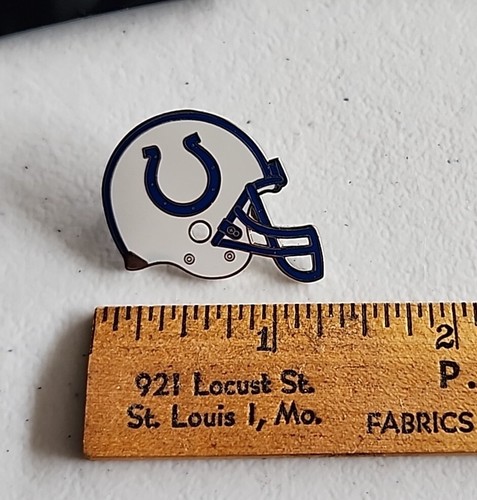 1 2
921 Locust St. P.
St. Louis 1, Mo. FABRICS